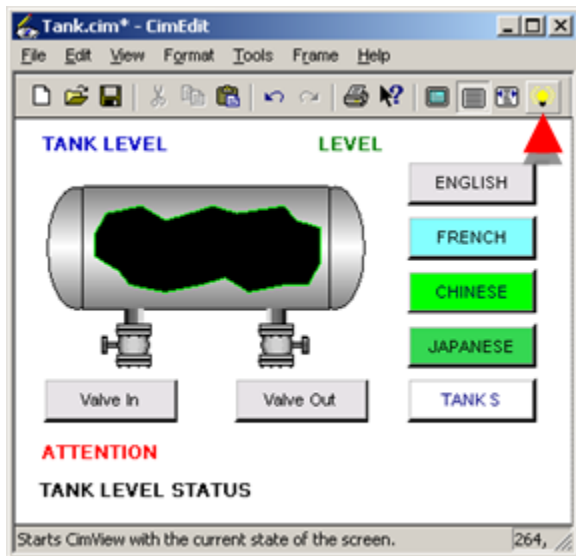 Tank.cim* - CimEdit
File Edit View Format Tools Frame Help
TANK LEVEL LEVEL
ENGLISH
FRENCH
CHINESE
JAPANESE
Valve In Valve Out TANK S
ATTENTION
TANK LEVEL STATUS
Starts CimView with the current state of the screen. 264,